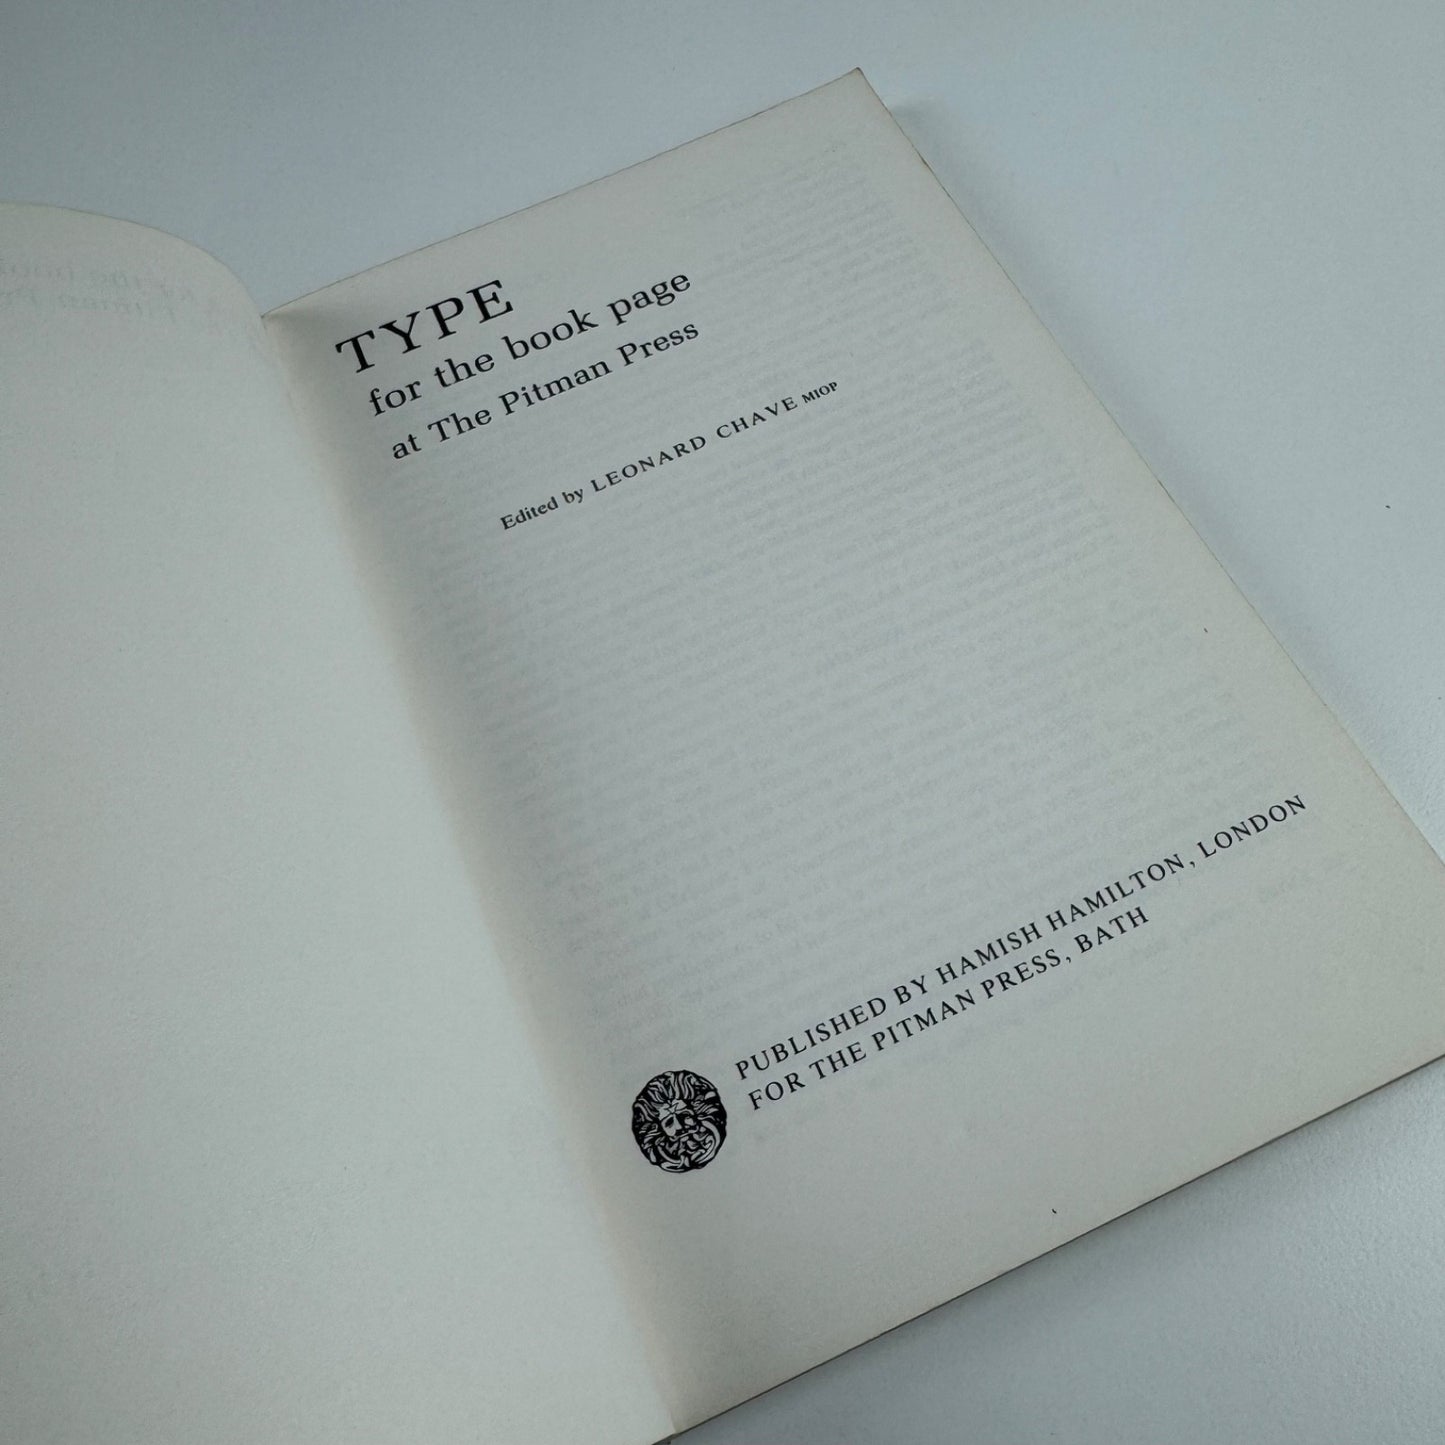 TYPE
for the book page
at The Pitman Press
Edited by LEONARD CHAVE MIOP
PUBLISHED BY HAMISH HAMILTON, LONDON
FOR THE PITMAN PRESS, BATH